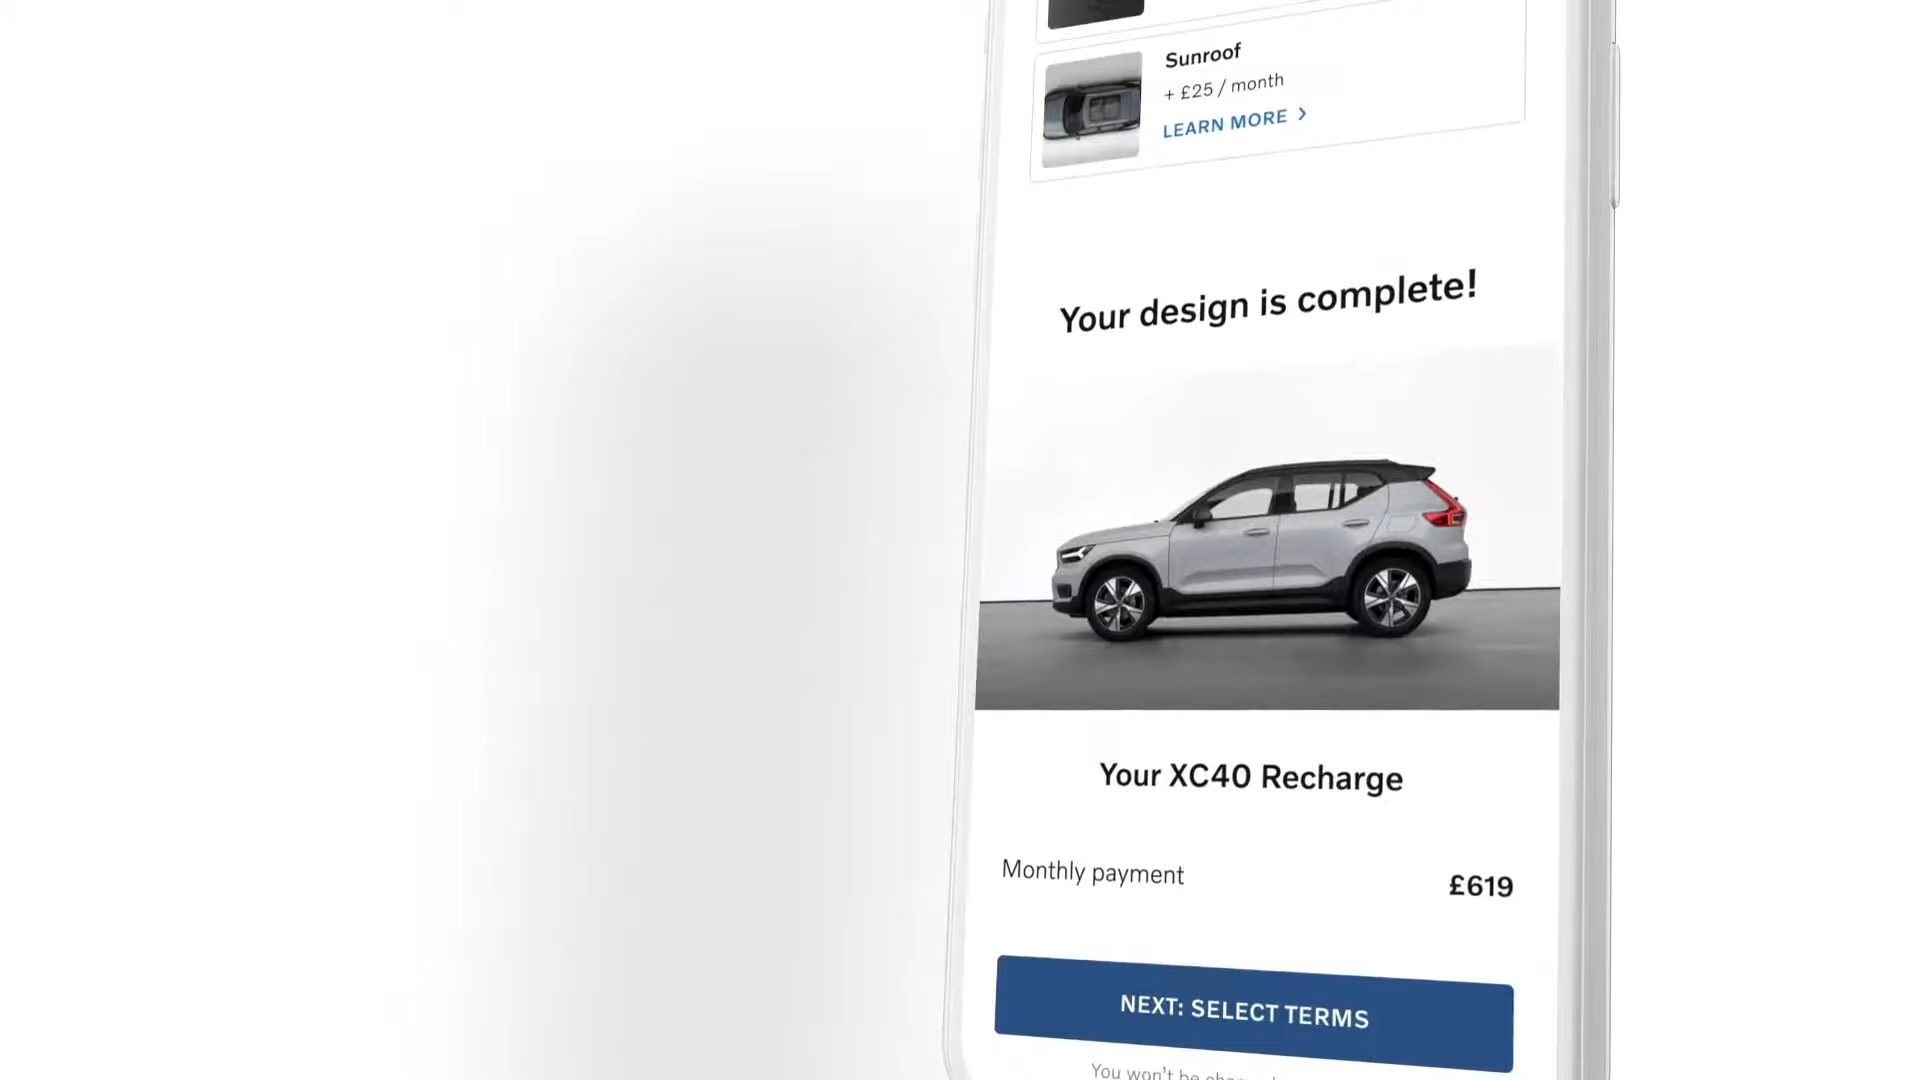 Sunroof
+ £25 / month
LEARN MORE
Your design is complete!
Your XC40 Recharge
Monthly payment
£619
NEXT: SELECT TERMS
You won't be